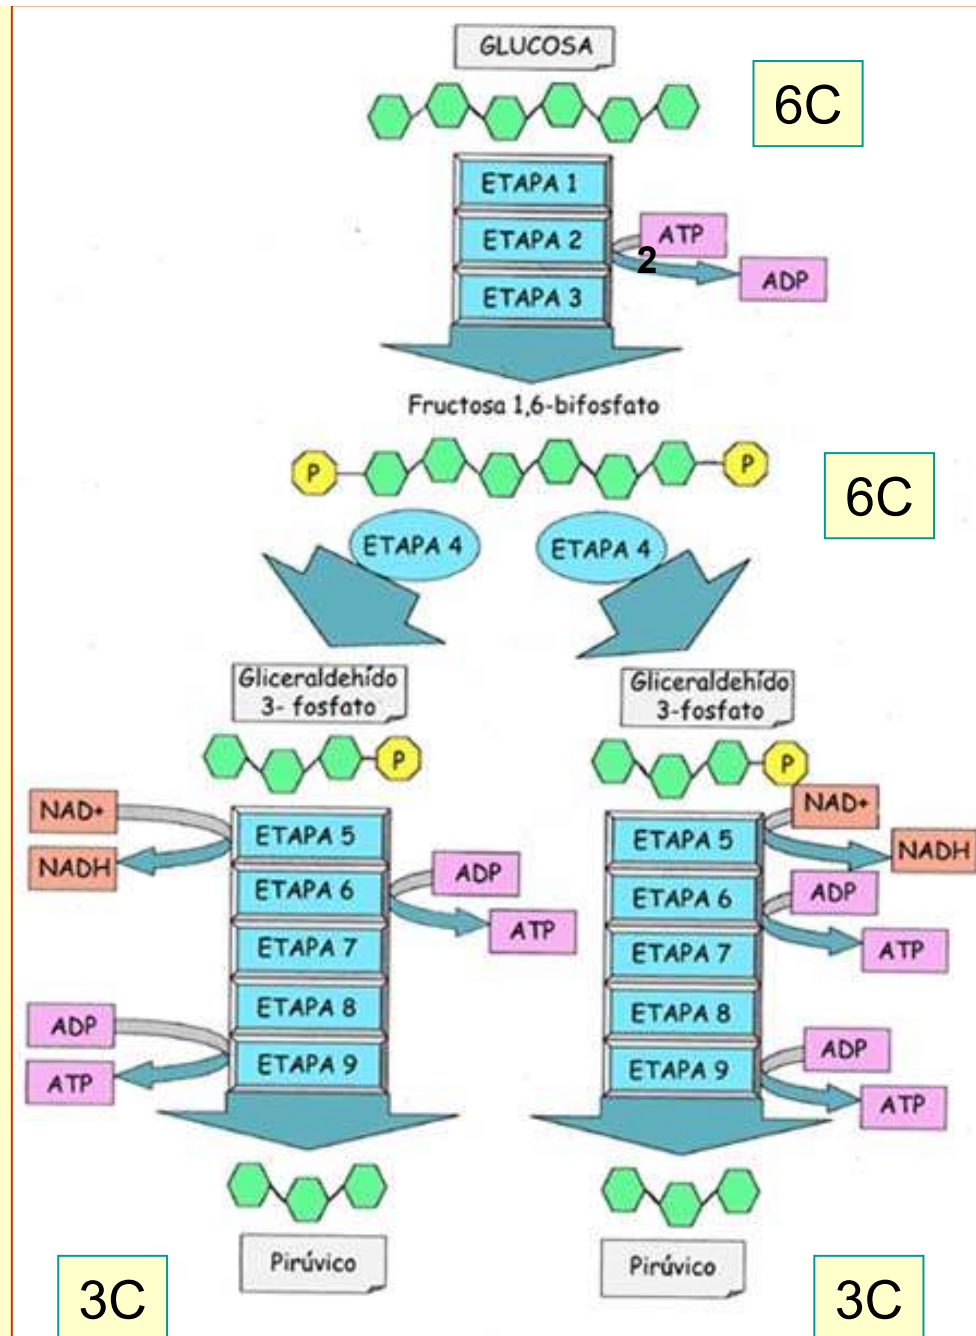 GLUCOSA
6C
ETAPA 1
ETAPA 2
ATP
2
ADP
ETAPA 3
Fructosa 1,6-bifosfato
P
P
6C
ETAPA 4
ETAPA 4
Gliceraldehído
3- fosfato
Gliceraldehído
3-fosfato
P
P
NAD+
ETAPA 5
NADH
ADP
ETAPA 6
ATP
ETAPA 7
ETAPA 8
ADP
ETAPA 9
ATP
NAD+
ETAPA 5
NADH
ADP
ETAPA 6
ATP
ETAPA 7
ETAPA 8
ADP
ETAPA 9
ATP
Pirúvico
Pirúvico
3C
3C